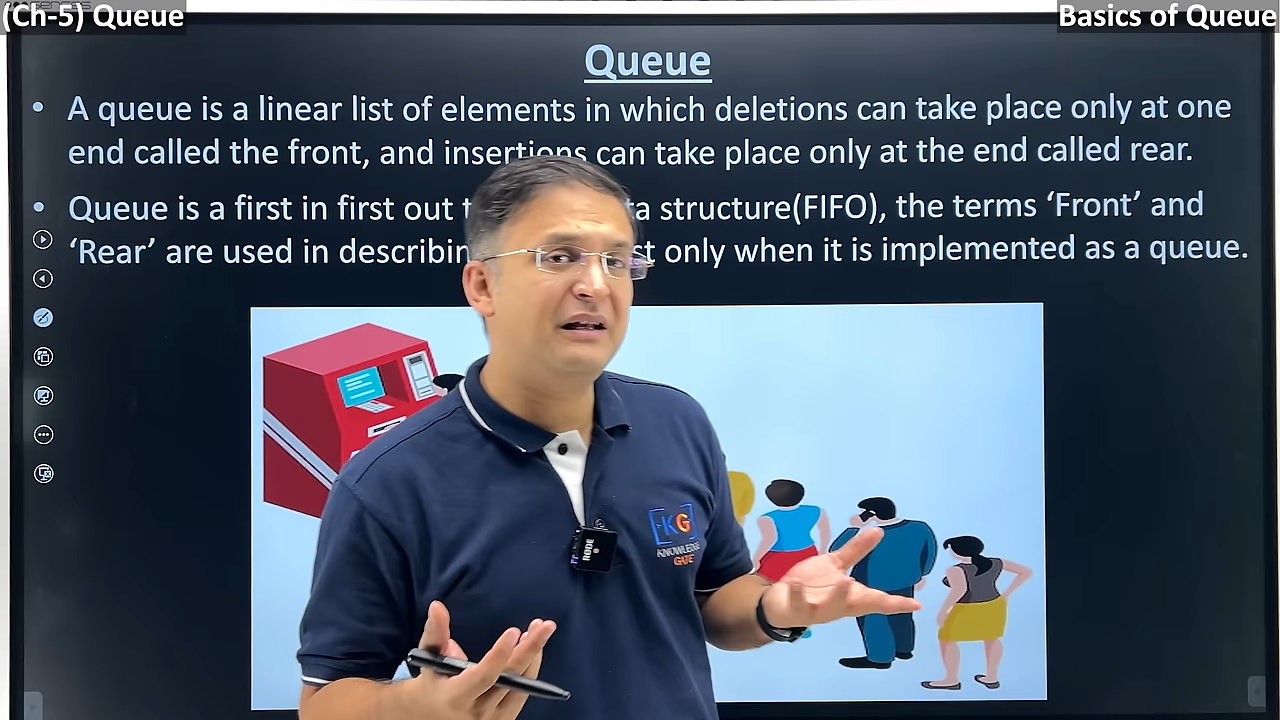 (Ch-5) Queue
Basics of Queue
Queue
• A queue is a linear list of elements in which deletions can take place only at one
end called the front, and insertions can take place only at the end called rear.
• Queue is a first in first out structure(FIFO), the terms ‘Front’ and
‘Rear’ are used in only when it is implemented as a queue.
KG
KNOWLEDGE
GATE
RODE